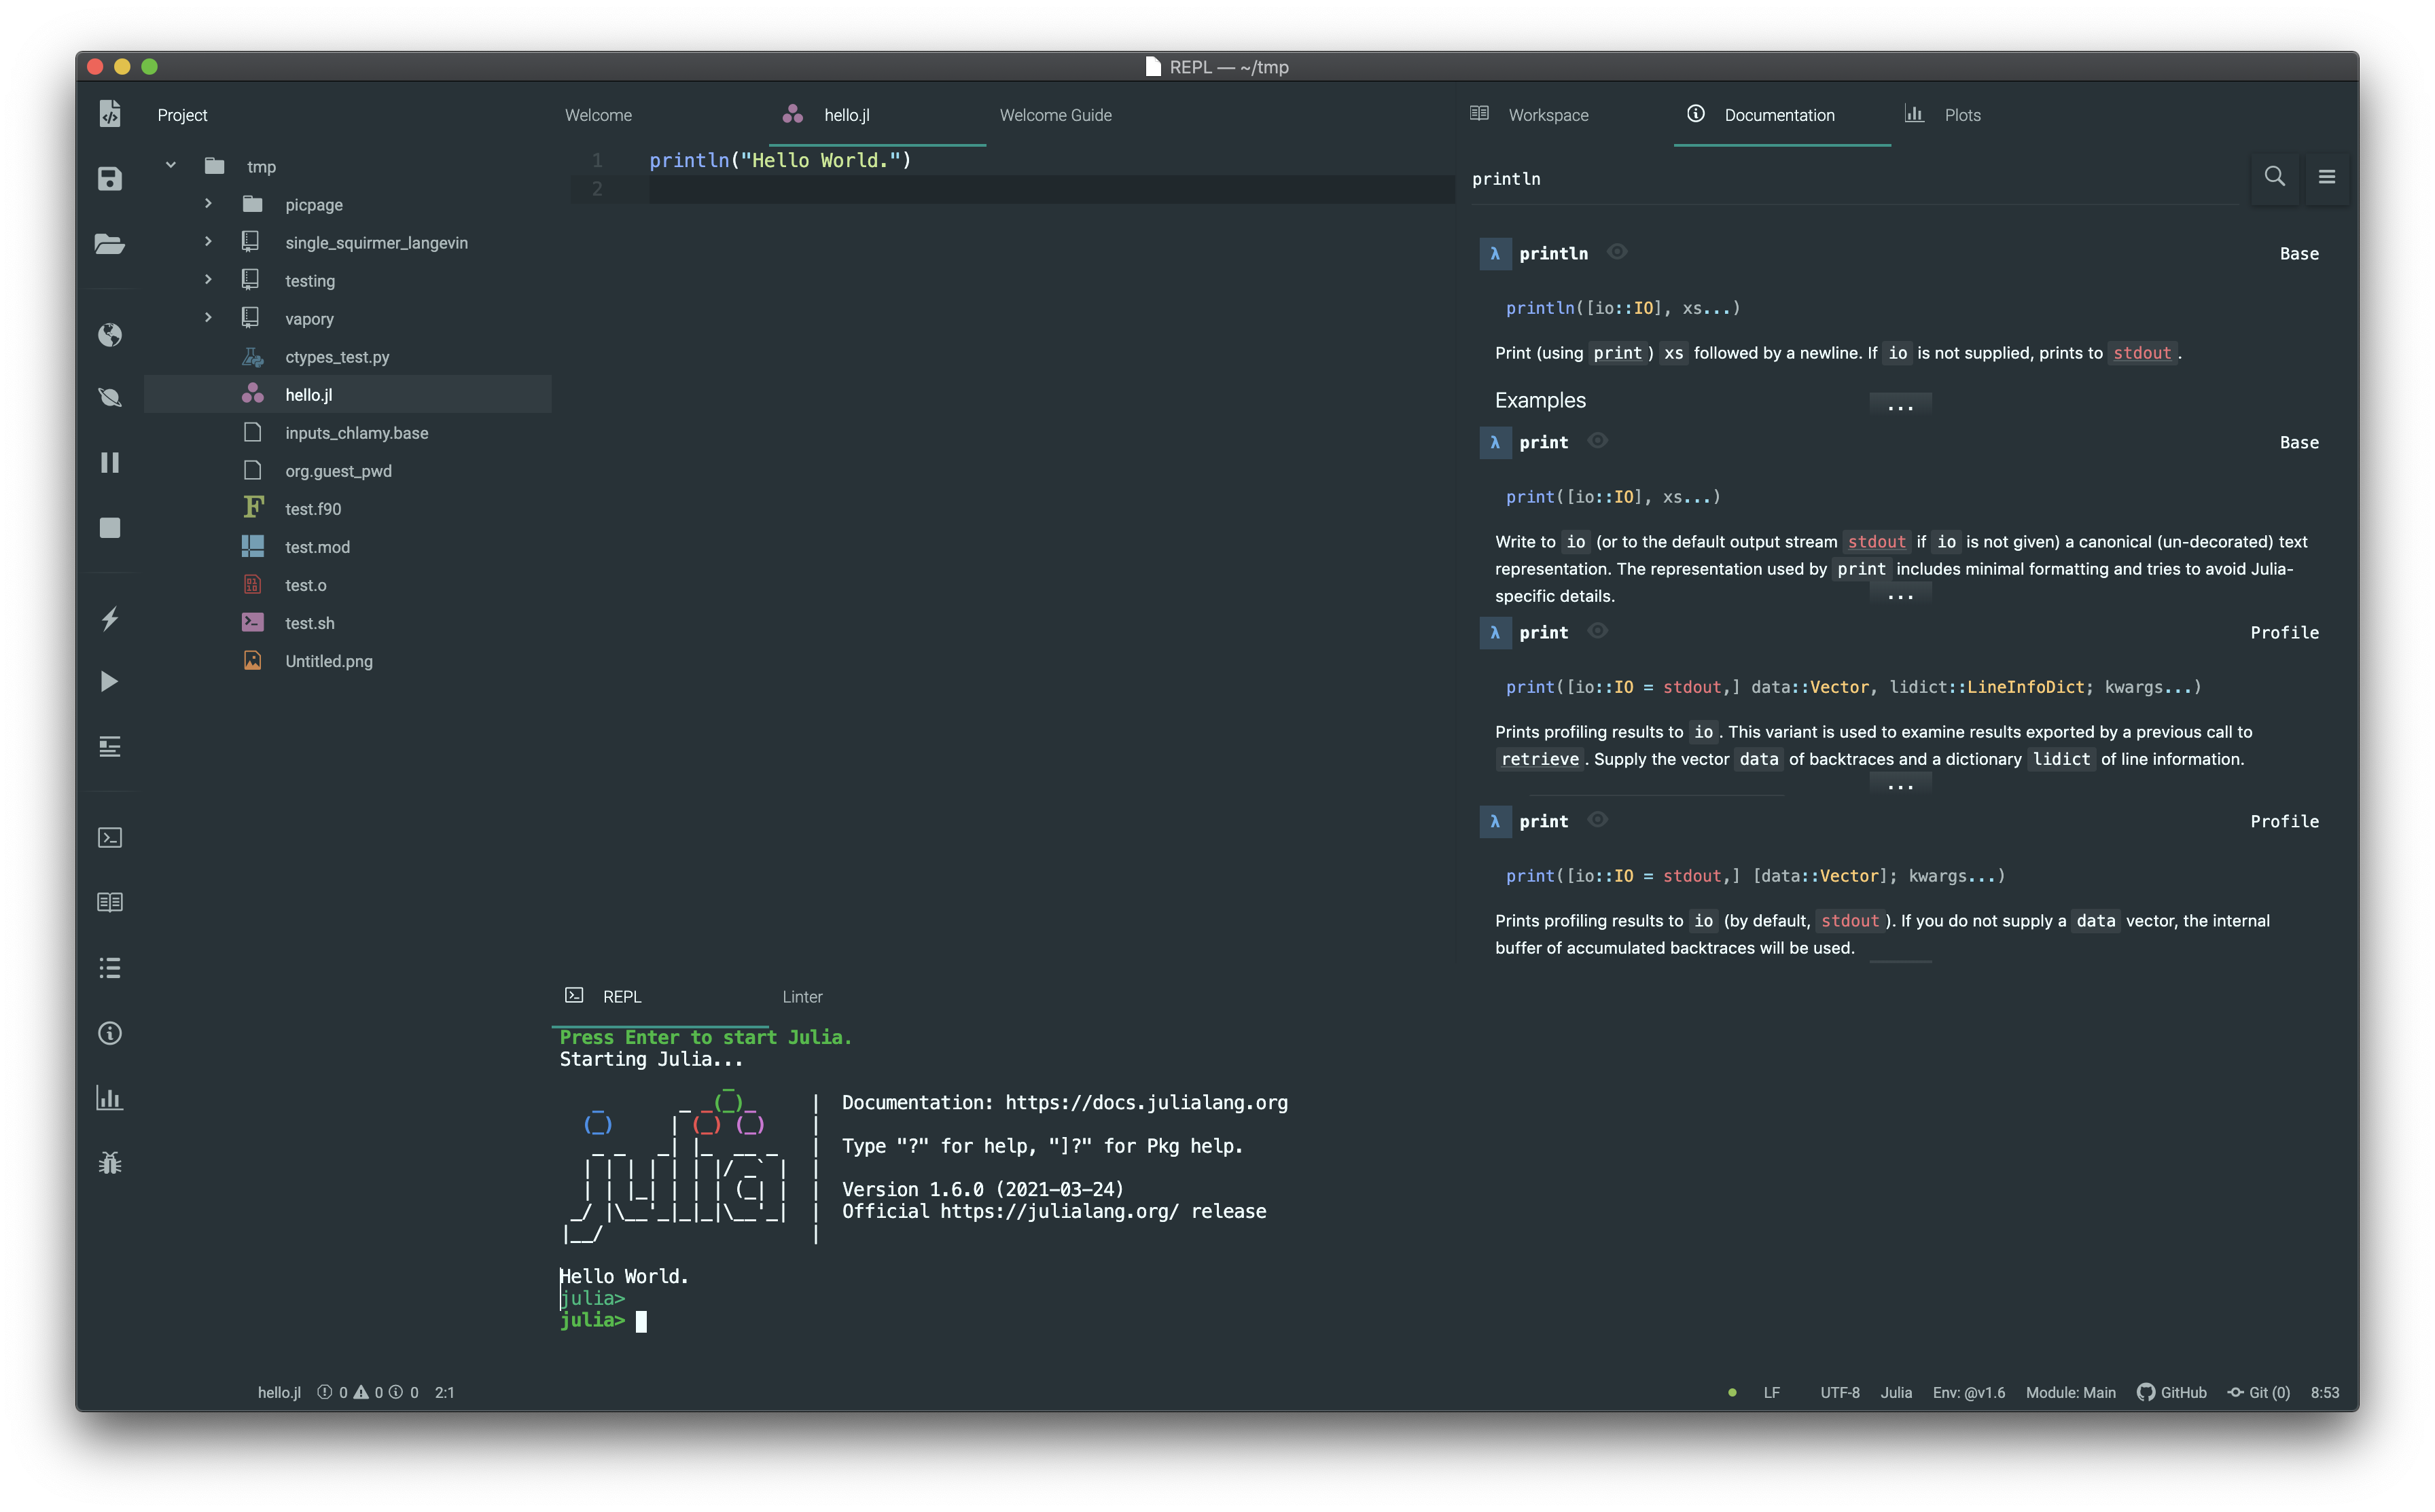 REPL — ~/tmp
Project
tmp
picpage
single_squirmer_langevin
testing
vapory
ctypes_test.py
hello.jl
inputs_chlamy.base
org.guest_pwd
test.f90
test.mod
test.o
test.sh
Untitled.png
Welcome
hello.jl
Welcome Guide
1 println("Hello World.")
2
Workspace
Documentation
Plots
println
λ println Base
println([io::IO], xs...)
Print (using print) xs followed by a newline. If io is not supplied, prints to stdout.
Examples
...
λ print Base
print([io::IO], xs...)
Write to io (or to the default output stream stdout if io is not given) a canonical (un-decorated) text
representation. The representation used by print includes minimal formatting and tries to avoid Julia-
specific details.
...
λ print Profile
print([io::IO = stdout,] data::Vector, lidict::LineInfoDict; kwargs...)
Prints profiling results to io. This variant is used to examine results exported by a previous call to
retrieve. Supply the vector data of backtraces and a dictionary lidict of line information.
...
λ print Profile
print([io::IO = stdout,] [data::Vector]; kwargs...)
Prints profiling results to io (by default, stdout). If you do not supply a data vector, the internal
buffer of accumulated backtraces will be used.
REPL
Linter
Press Enter to start Julia.
Starting Julia...
               _
   _       _ _(_)_     |  Documentation: https://docs.julialang.org
  (_)     | (_) (_)    |
   _ _   _| |_  __ _   |  Type "?" for help, "]?" for Pkg help.
  | | | | | | |/ _` |  |
  | | |_| | | | (_| |  |  Version 1.6.0 (2021-03-24)
 _/ |\__'_|_|_|\__'_|  |  Official https://julialang.org/ release
|__/                   |
Hello World.
julia>
julia>
hello.jl 0 0 0 2:1
LF UTF-8 Julia Env: @v1.6 Module: Main GitHub Git (0) 8:53